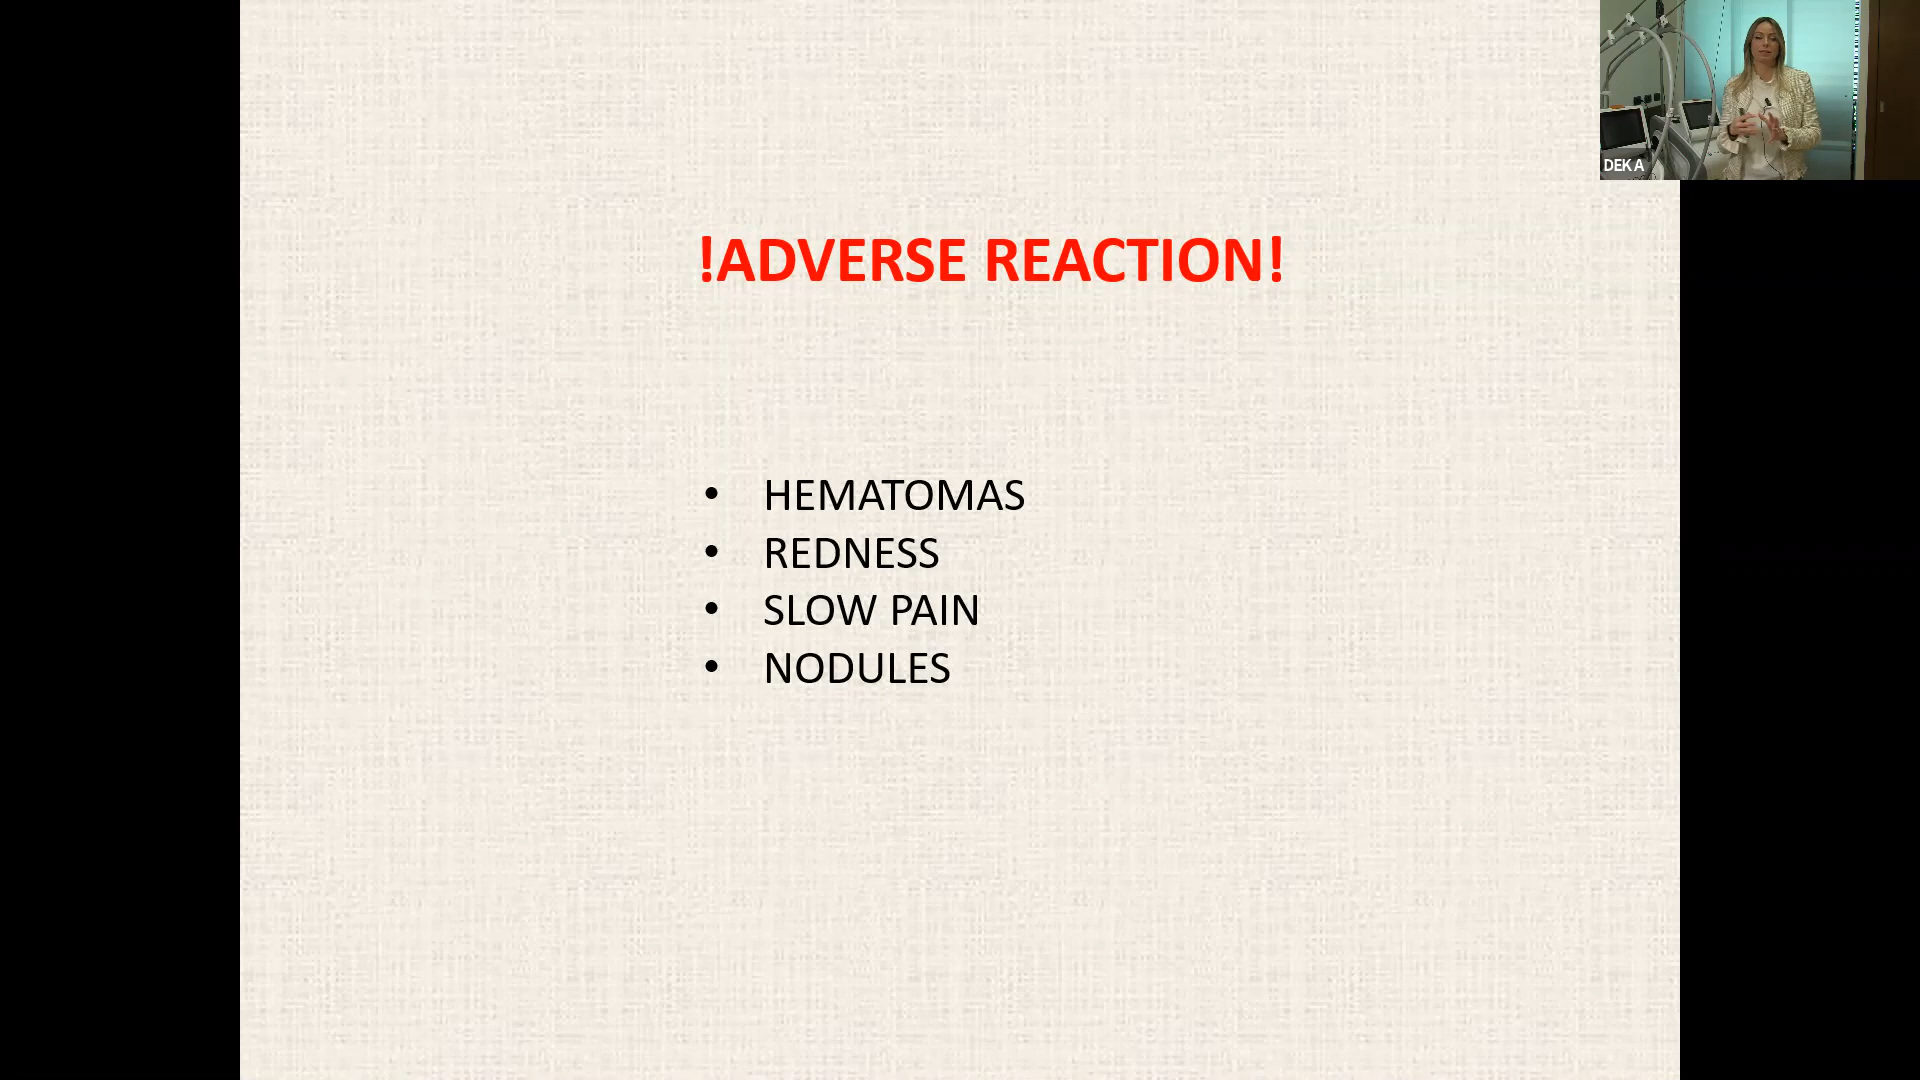 !ADVERSE REACTION!
• HEMATOMAS
• REDNESS
• SLOW PAIN
• NODULES
DEKA